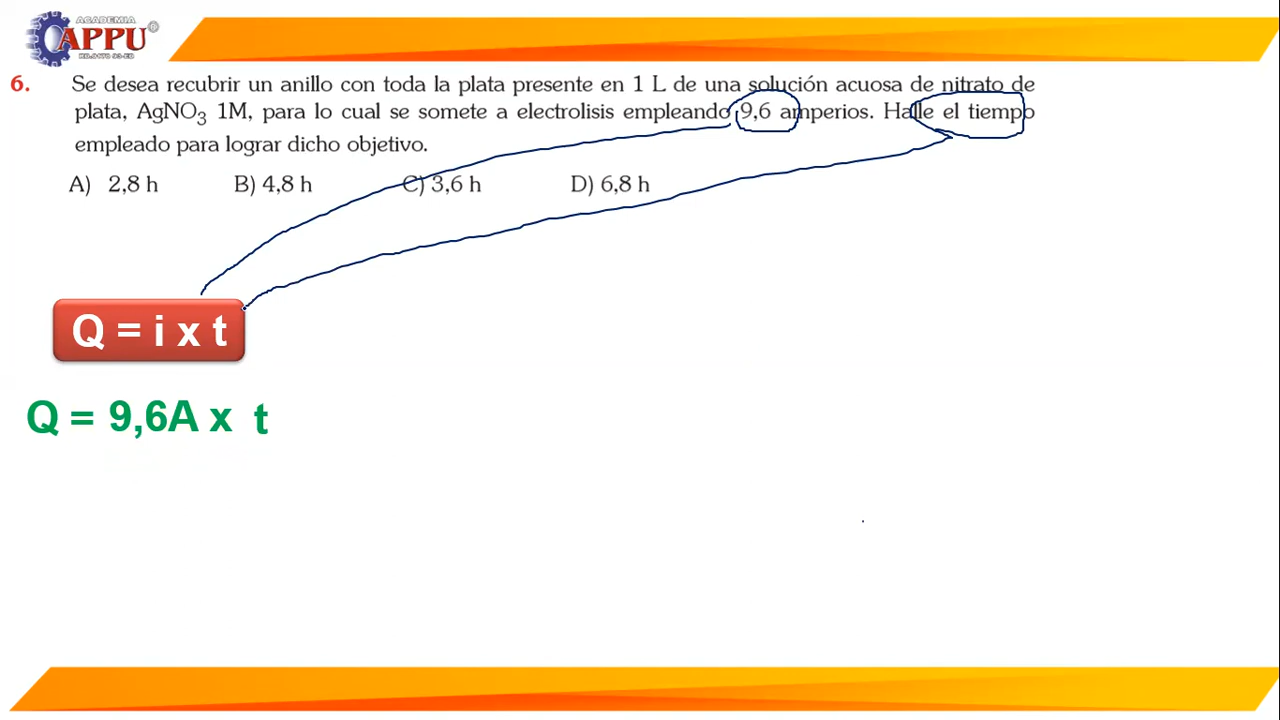 ACADEMIA
APPU
6. Se desea recubrir un anillo con toda la plata presente en 1 L de una solución acuosa de nitrato de
plata, AgNO3 1M, para lo cual se somete a electrolisis empleando 9,6 amperios. Halle el tiempo
empleado para lograr dicho objetivo.
A) 2,8 h B) 4,8 h C) 3,6 h D) 6,8 h
Q = i x t
Q = 9,6A x t